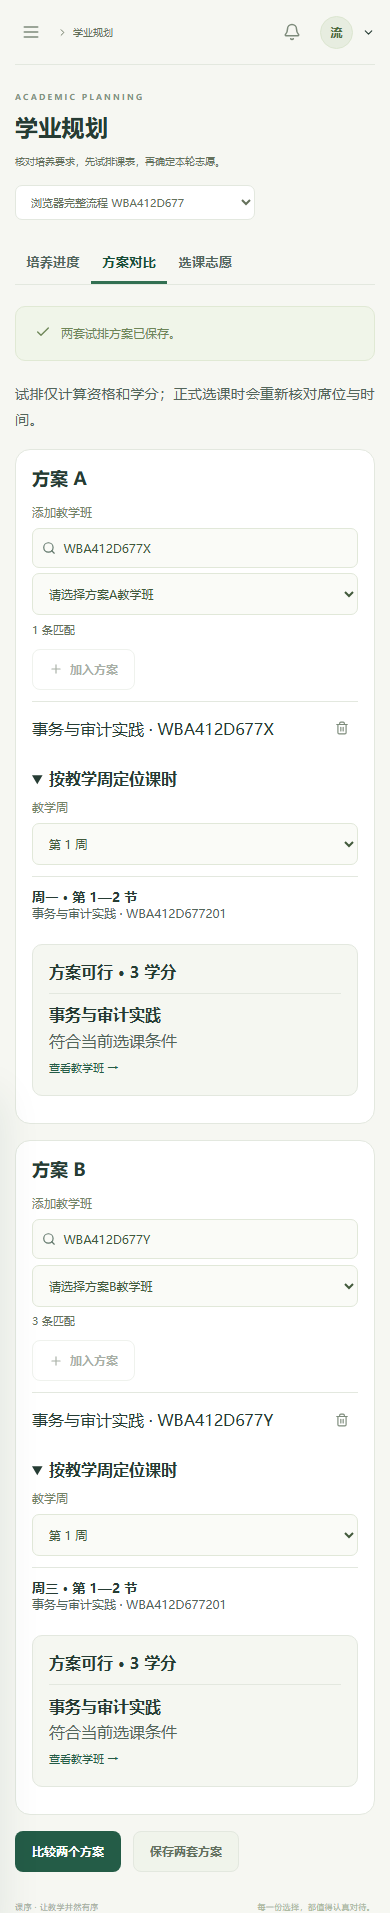 学业规划
流
ACADEMIC PLANNING
学业规划
核对培养要求，先试排课表，再确定本轮志愿。
浏览器完整流程 WBA412D677
培养进度 方案对比 选课志愿
两套试排方案已保存。
试排仅计算资格和学分；正式选课时会重新核对席位与时
间。
方案 A
添加教学班
WBA412D677X
请选择方案A教学班
1 条匹配
加入方案
事务与审计实践 · WBA412D677X
按教学周定位课时
教学周
第 1 周
周一 • 第 1—2 节
事务与审计实践 · WBA412D677201
方案可行 • 3 学分
事务与审计实践
符合当前选课条件
查看教学班 →
方案 B
添加教学班
WBA412D677Y
请选择方案B教学班
3 条匹配
加入方案
事务与审计实践 · WBA412D677Y
按教学周定位课时
教学周
第 1 周
周三 • 第 1—2 节
事务与审计实践 · WBA412D677201
方案可行 • 3 学分
事务与审计实践
符合当前选课条件
查看教学班 →
比较两个方案 保存两套方案
课序 · 让教学井然有序 每一份选择，都值得认真对待。